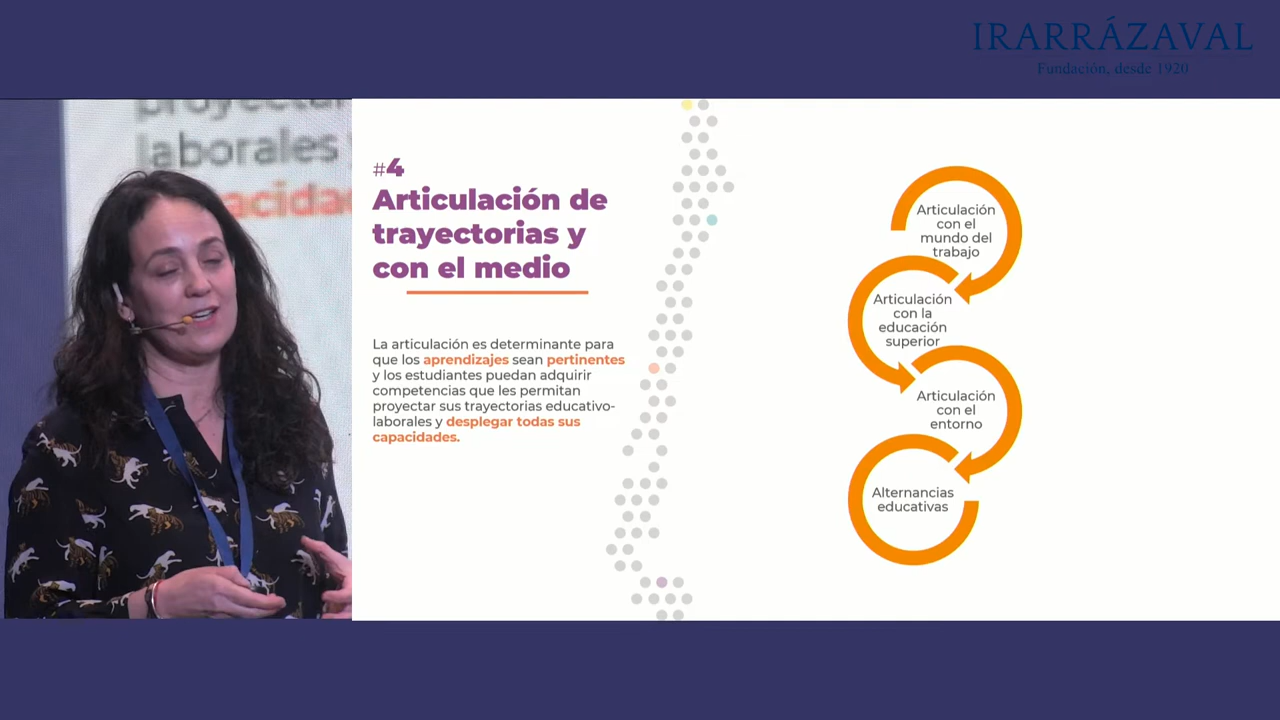 IRARRÁZAVAL
Fundación, desde 1920
laborales
#4
Articulación de
trayectorias y
con el medio
La articulación es determinante para
que los aprendizajes sean pertinentes
y los estudiantes puedan adquirir
competencias que les permitan
proyectar sus trayectorias educativo-
laborales y desplegar todas sus
capacidades.
Articulación
con el
mundo del
trabajo
Articulación
con la
educación
superior
Articulación
con el
entorno
Alternancias
educativas